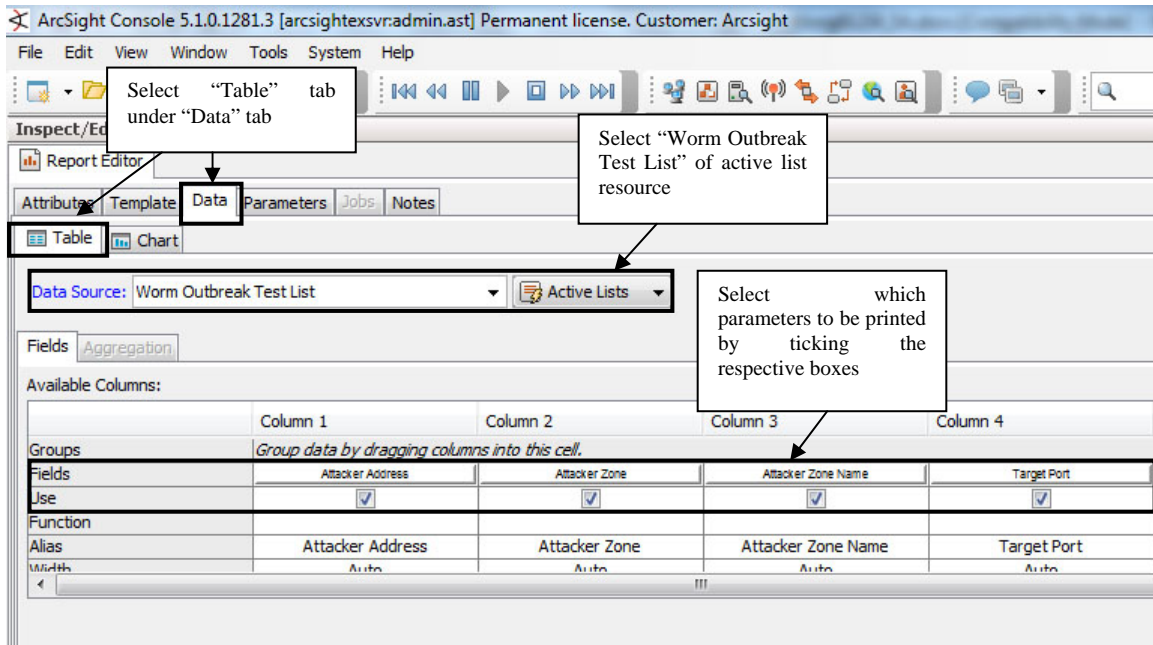 ArcSight Console 5.1.0.1281.3 [arcsightexsvr:admin.ast] Permanent license. Customer: Arcsight
File Edit View Window Tools System Help
Select "Table" tab
under "Data" tab
Inspect/Ed
Select "Worm Outbreak
Test List" of active list
resource
Report Editor
Attributes Template Data Parameters Jobs Notes
Table Chart
Data Source: Worm Outbreak Test List Active Lists
Select which
parameters to be printed
by ticking the
respective boxes
Fields Aggregation
Available Columns:
Column 1 Column 2 Column 3 Column 4
Groups Group data by dragging columns into this cell.
Fields Attacker Address Attacker Zone Attacker Zone Name Target Port
Use
Function
Alias Attacker Address Attacker Zone Attacker Zone Name Target Port
Width Auto Auto Auto Auto